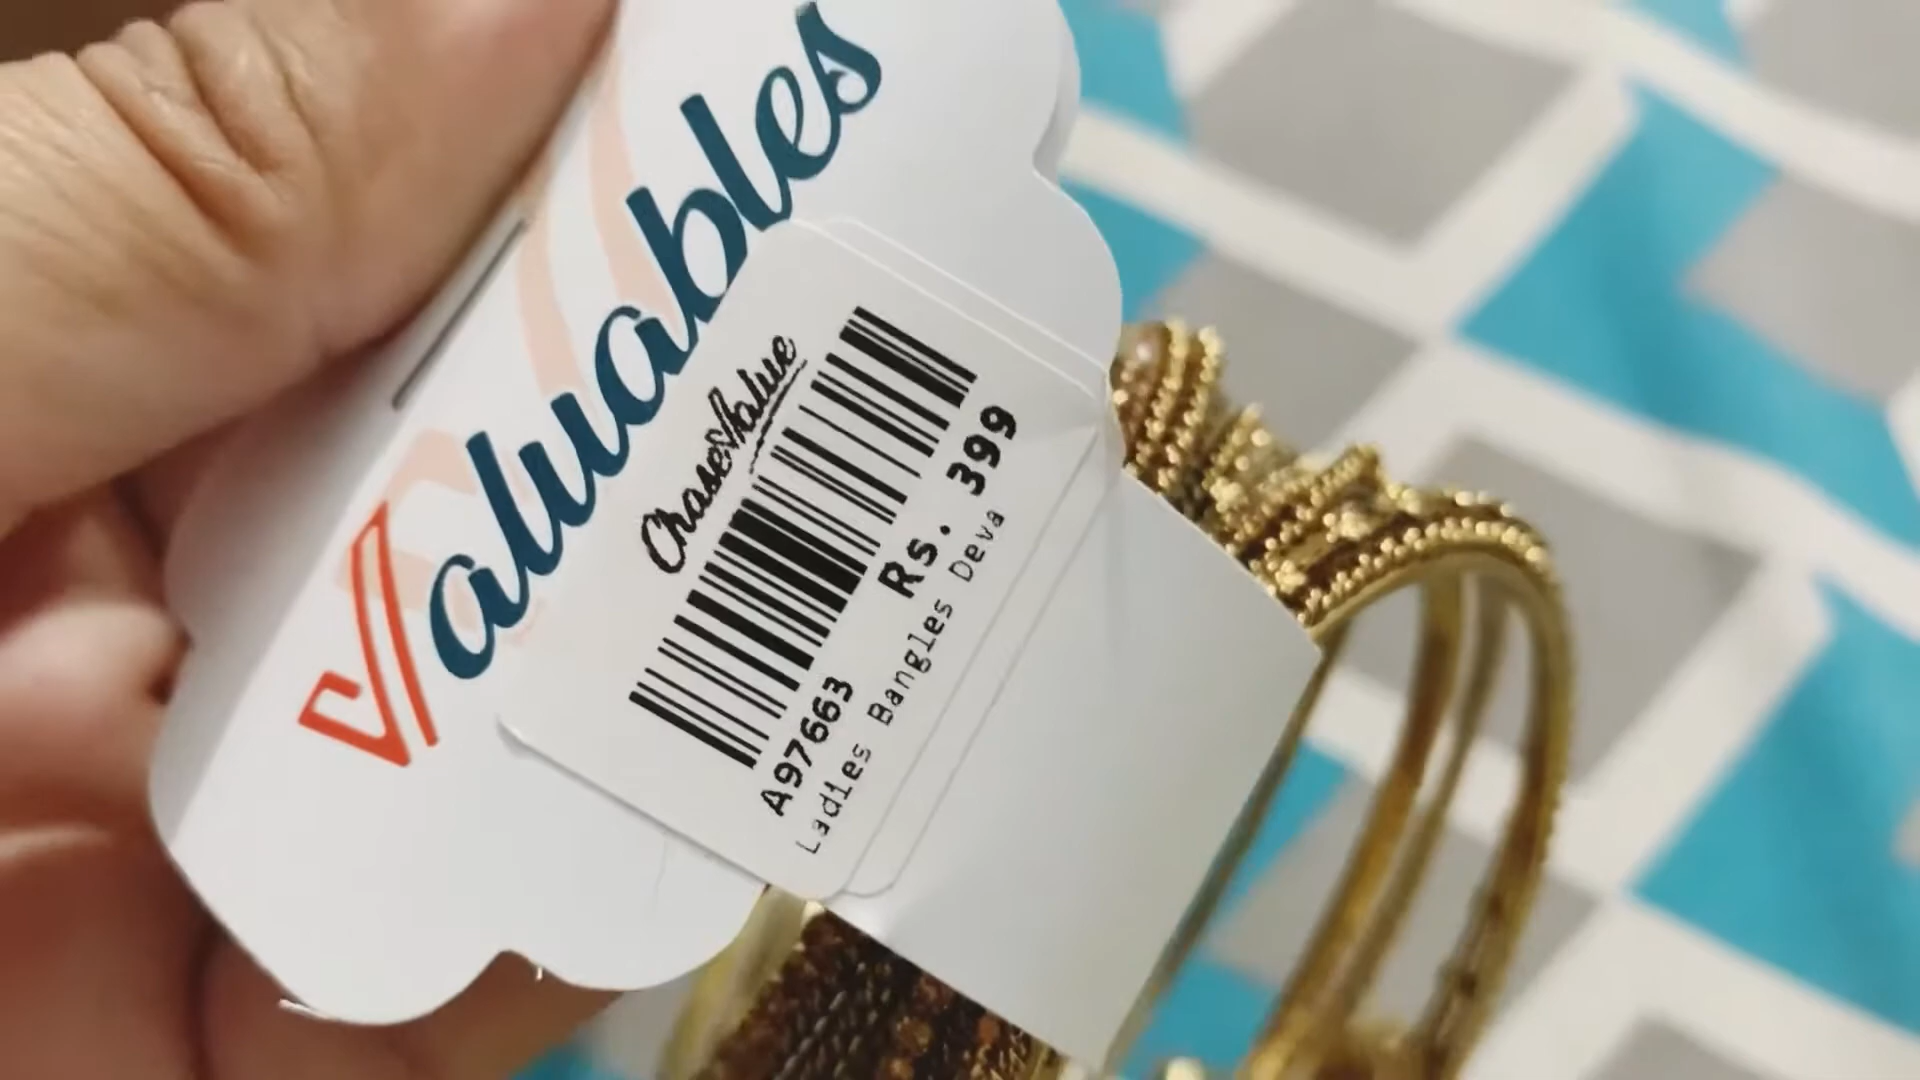 Valuables
ChaseValue
Rs. 399
A97663
Ladies Bangles Deva